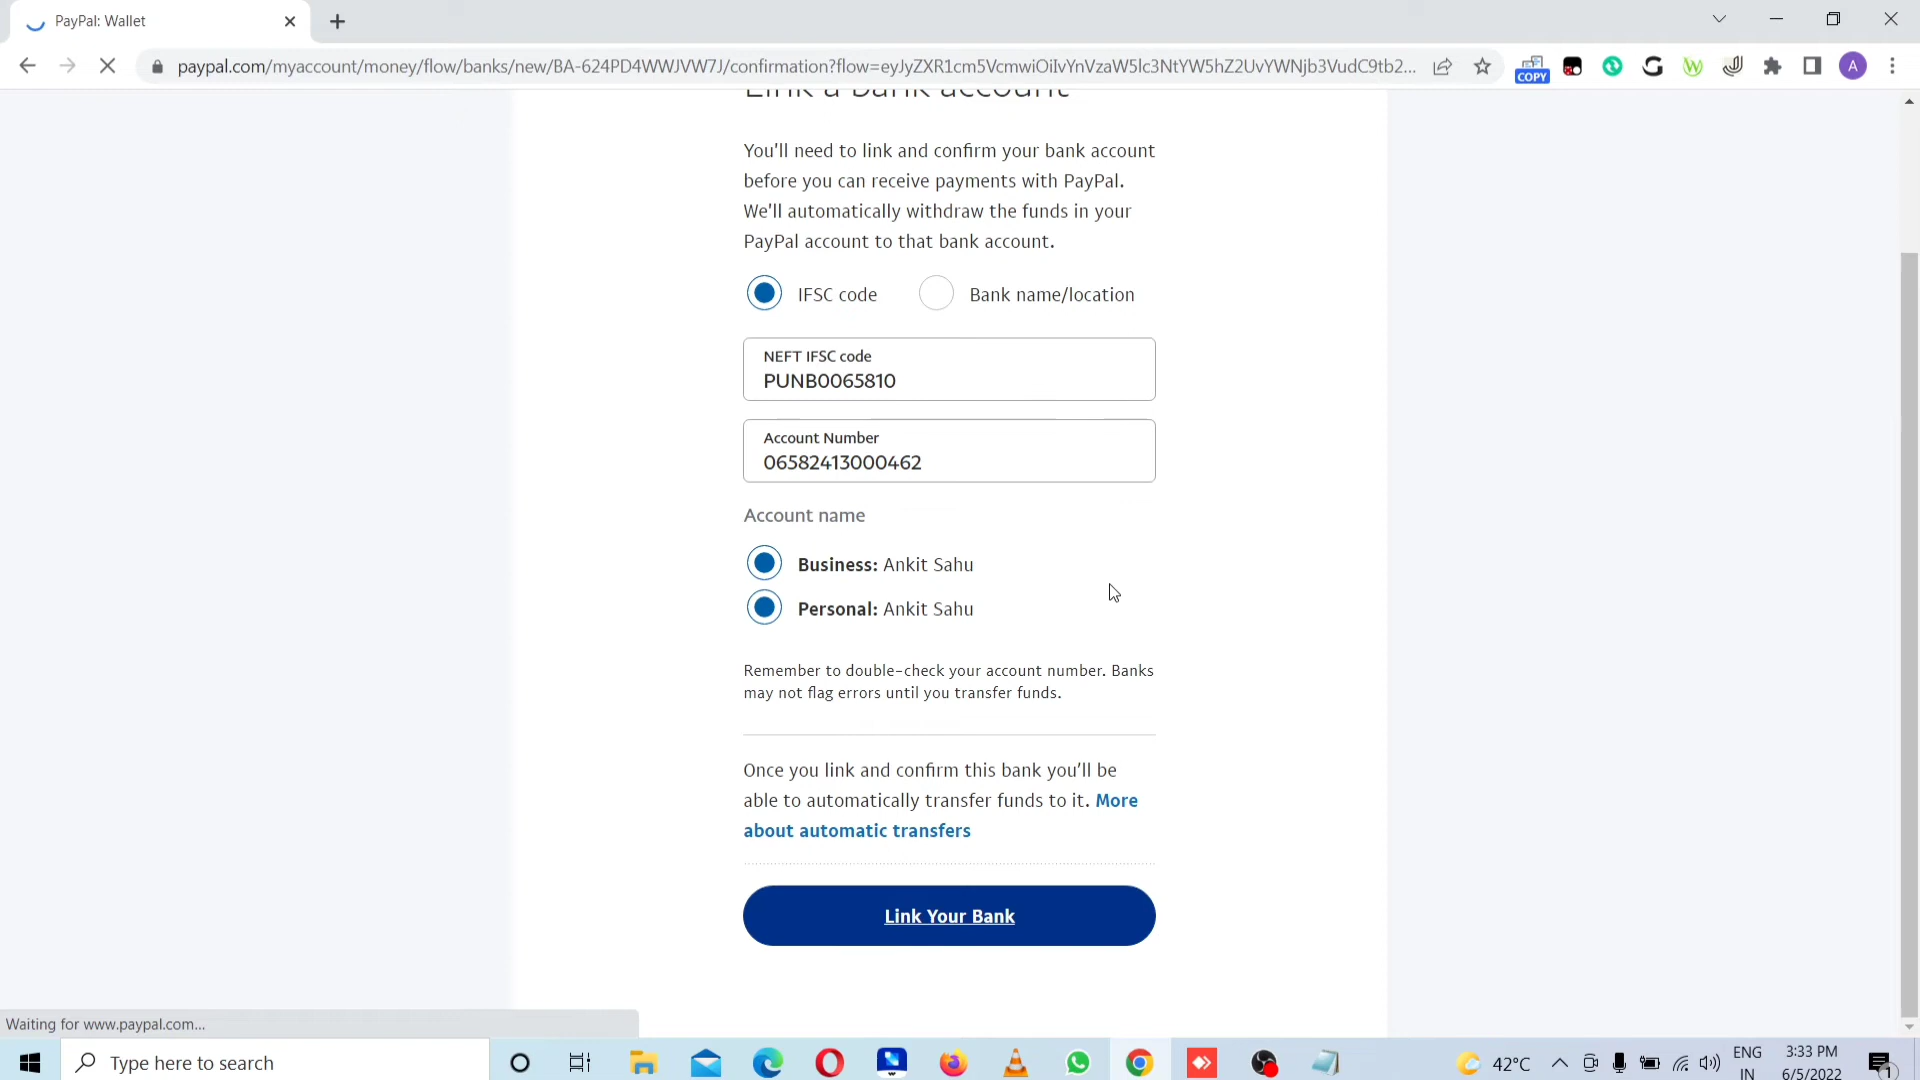 PayPal: Wallet
paypal.com/myaccount/money/flow/banks/new/BA-624PD4WWJVW7J/confirmation?flow=eyJyZXR1cm5VcmwiOiIvYnVzaW5lc3NtYW5hZ2UvYWNjb3VudC9tb2...
COPY
A
Link a bank account
You'll need to link and confirm your bank account
before you can receive payments with PayPal.
We'll automatically withdraw the funds in your
PayPal account to that bank account.
IFSC code
Bank name/location
NEFT IFSC code
PUNB0065810
Account Number
06582413000462
Account name
Business: Ankit Sahu
Personal: Ankit Sahu
Remember to double-check your account number. Banks
may not flag errors until you transfer funds.
Once you link and confirm this bank you'll be
able to automatically transfer funds to it. More
about automatic transfers
Link Your Bank
Waiting for www.paypal.com...
Type here to search
42°C
ENG
IN
3:33 PM
6/5/2022
1